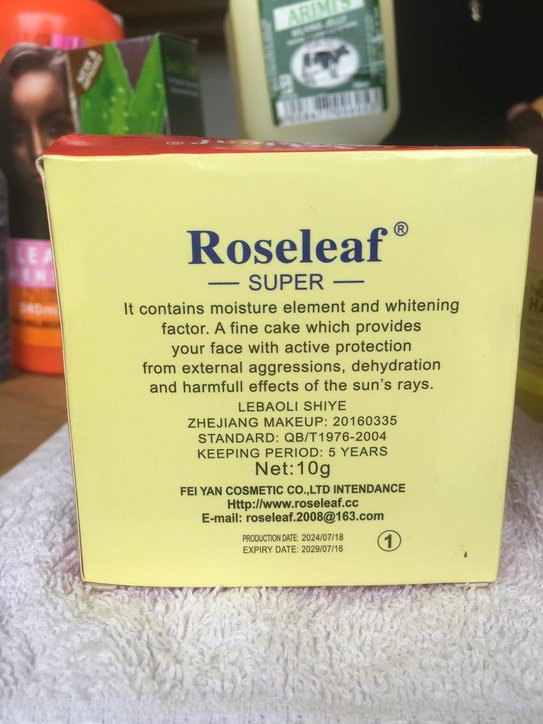 ARIMI'S
MILKING JELLY
Roseleaf ®
— SUPER —
It contains moisture element and whitening
factor. A fine cake which provides
your face with active protection
from external aggressions, dehydration
and harmfull effects of the sun's rays.
LEBAOLI SHIYE
ZHEJIANG MAKEUP: 20160335
STANDARD: QB/T1976-2004
KEEPING PERIOD: 5 YEARS
Net:10g
FEI YAN COSMETIC CO.,LTD INTENDANCE
Http://www.roseleaf.cc
E-mail: roseleaf.2008@163.com
PRODUCTION DATE: 2024/07/18
EXPIRY DATE: 2029/07/16
1